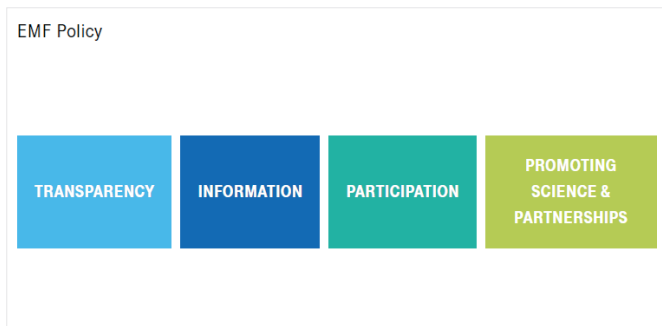 EMF Policy
TRANSPARENCY
INFORMATION
PARTICIPATION
PROMOTING
SCIENCE &
PARTNERSHIPS